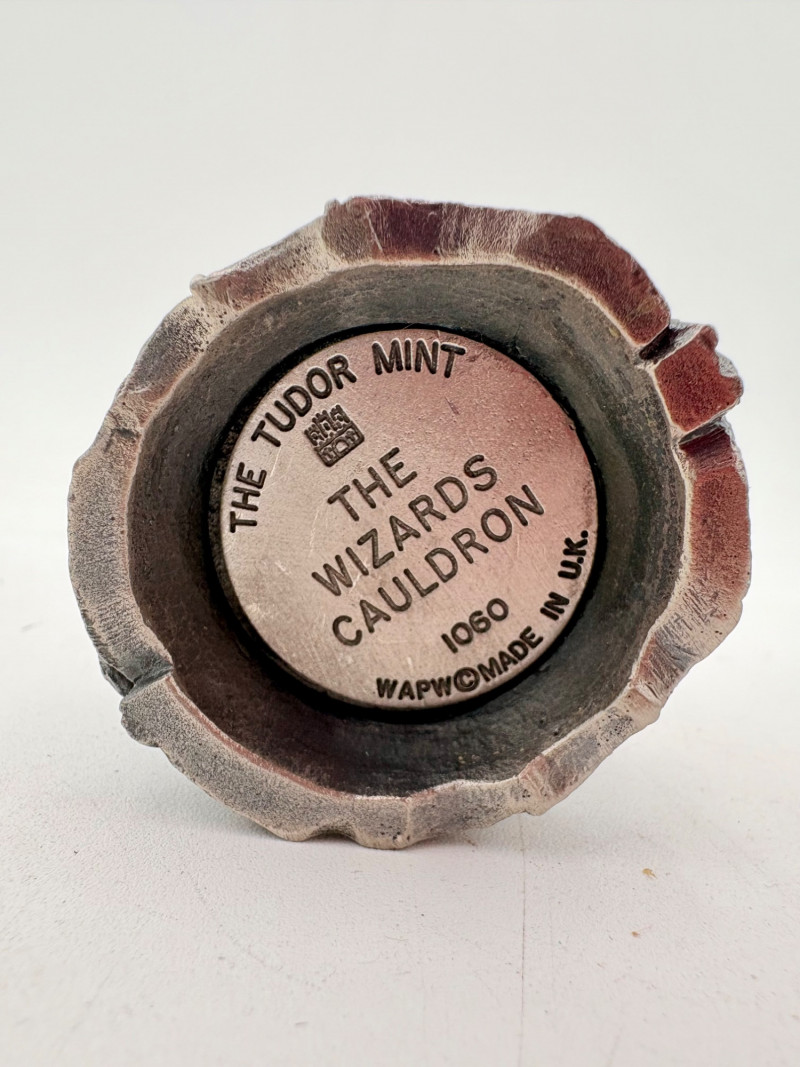 THE TUDOR MINT
THE
WIZARDS
CAULDRON
1060
WAPW©MADE IN U.K.